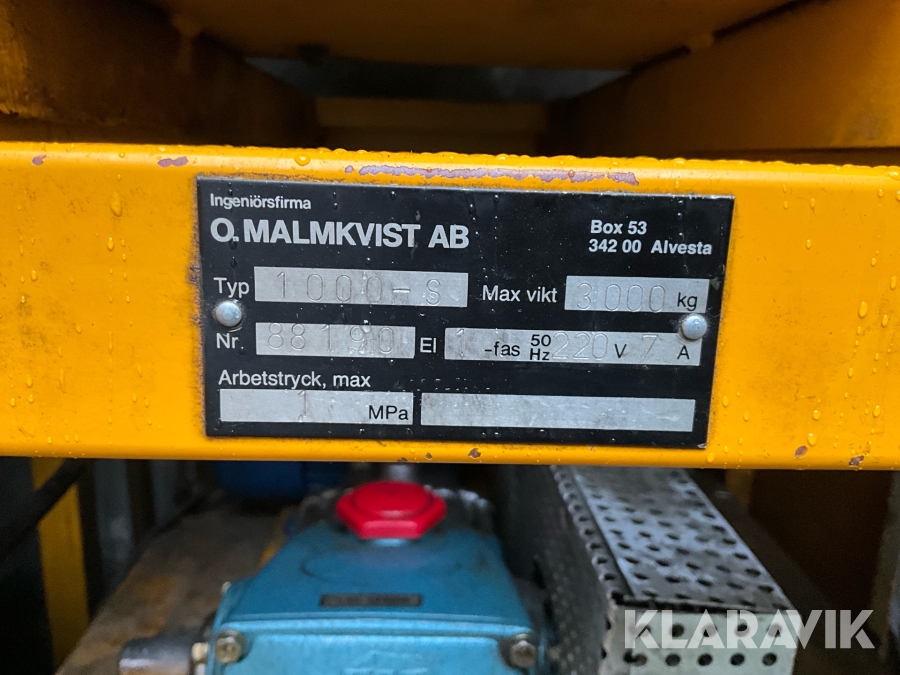 Ingeniörsfirma
O. MALMKVIST AB
Box 53
342 00 Alvesta
Typ 1000-S Max vikt 3000 kg
Nr. 88190 El 1 -fas 50 Hz 220 V 7 A
Arbetstryck, max
1 MPa
KLARAVIK